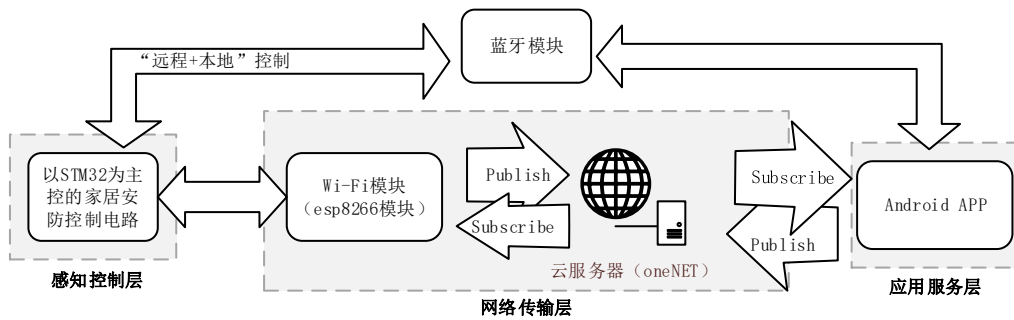 蓝牙模块
“远程+本地”控制
以STM32为主
控的家居安
防控制电路
Wi-Fi模块
（esp8266模块）
Publish
Subscribe
云服务器（oneNET）
Subscribe
Publish
Android APP
感知控制层
网络传输层
应用服务层